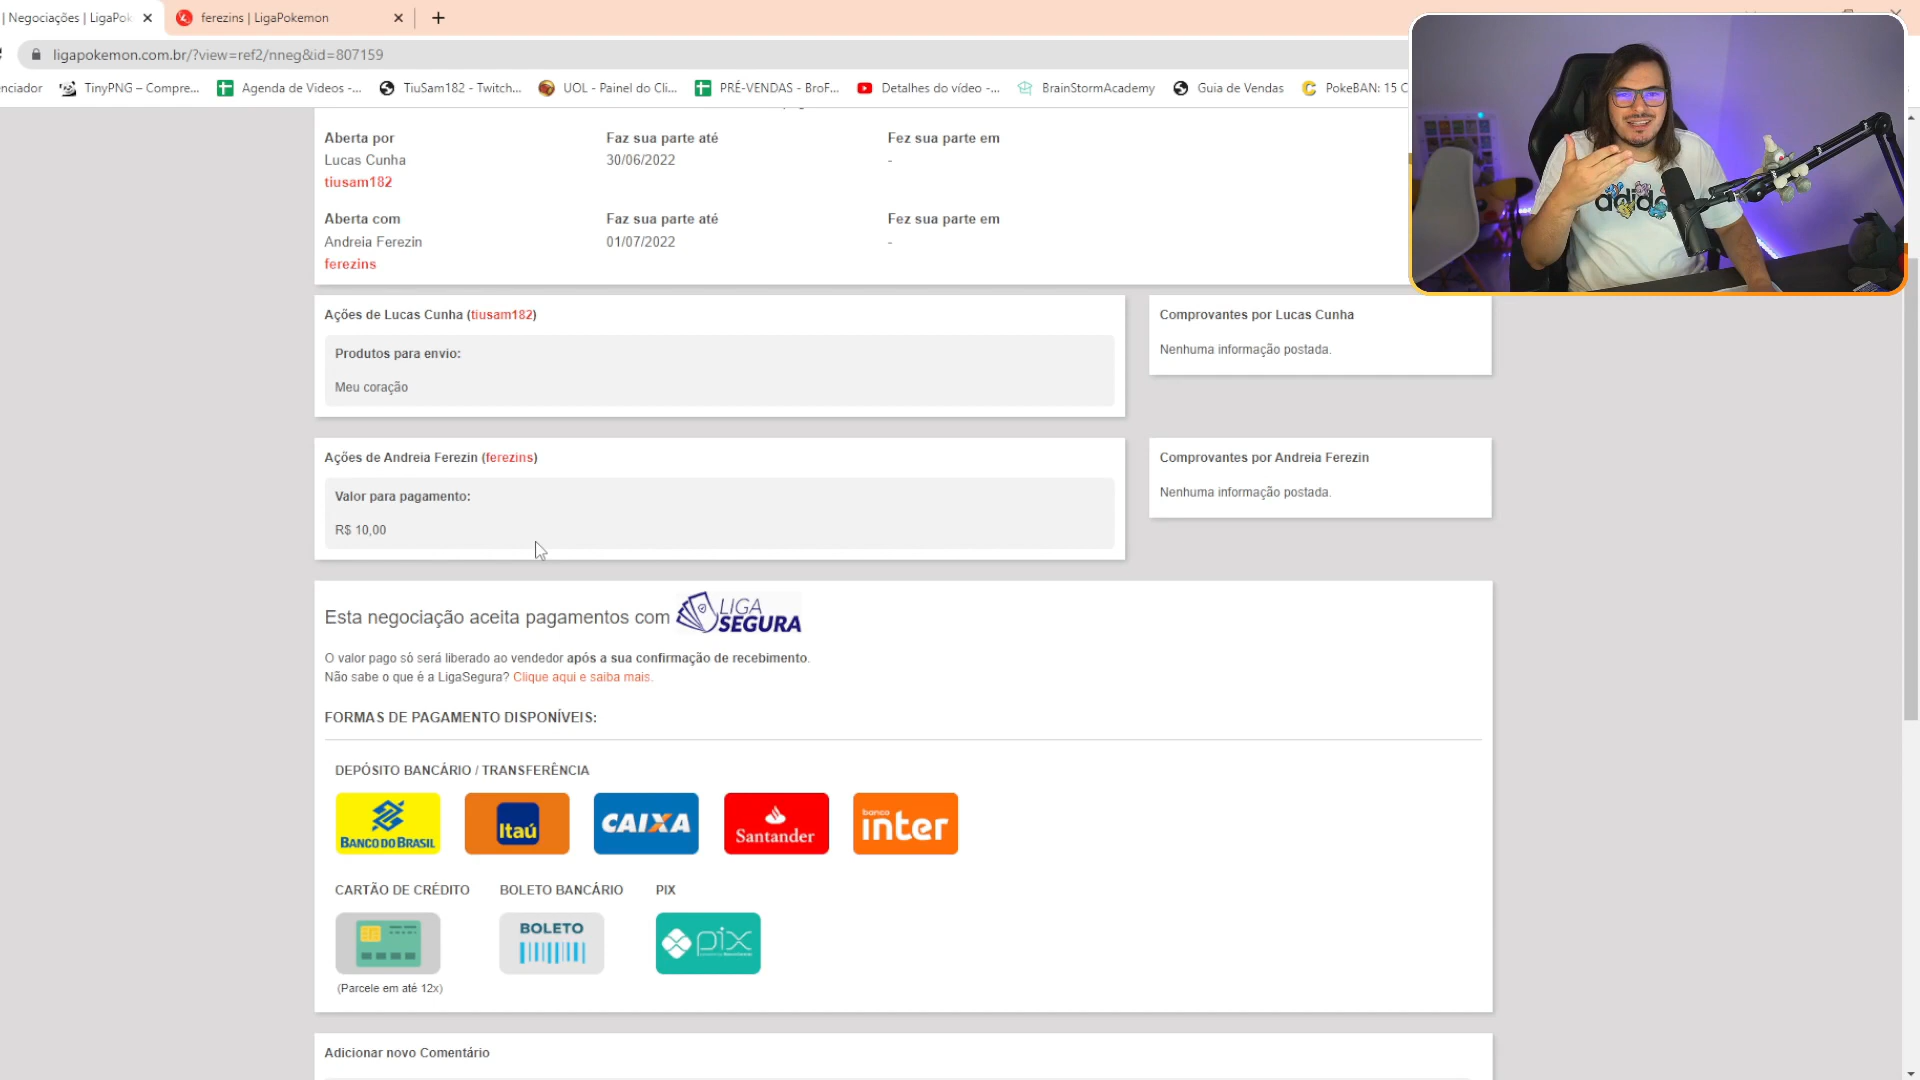 | Negociações | LigaPok
ferezins | LigaPokemon
ligapokemon.com.br/?view=ref2/nneg&id=807159
nciador
TinyPNG – Compre...
Agenda de Videos -...
TiuSam182 - Twitch...
UOL - Painel do Cli...
PRÉ-VENDAS - BroF...
Detalhes do vídeo -...
BrainStormAcademy
Guia de Vendas
PokeBAN: 15 C
Aberta por
Faz sua parte até
Fez sua parte em
Lucas Cunha
30/06/2022
-
tiusam182
Aberta com
Faz sua parte até
Fez sua parte em
Andreia Ferezin
01/07/2022
-
ferezins
adidas
Ações de Lucas Cunha (tiusam182)
Produtos para envio:
Meu coração
Comprovantes por Lucas Cunha
Nenhuma informação postada.
Ações de Andreia Ferezin (ferezins)
Valor para pagamento:
R$ 10,00
Comprovantes por Andreia Ferezin
Nenhuma informação postada.
Esta negociação aceita pagamentos com
LIGA
SEGURA
O valor pago só será liberado ao vendedor após a sua confirmação de recebimento.
Não sabe o que é a LigaSegura? Clique aqui e saiba mais.
FORMAS DE PAGAMENTO DISPONÍVEIS:
DEPÓSITO BANCÁRIO / TRANSFERÊNCIA
BANCO DO BRASIL
Itaú
CAIXA
Santander
banco
inter
CARTÃO DE CRÉDITO
BOLETO BANCÁRIO
PIX
BOLETO
pix
(Parcele em até 12x)
Adicionar novo Comentário